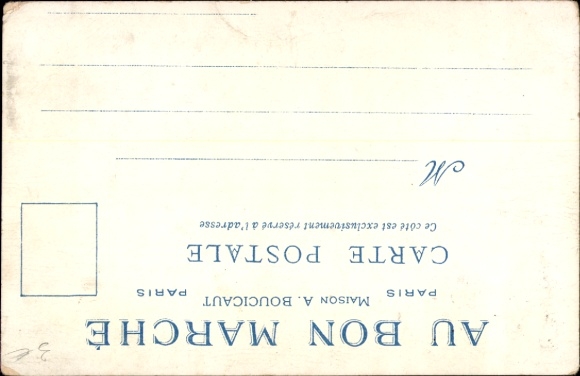 AU BON MARCHÉ
MAISON A. BOUCICAUT
PARIS PARIS
CARTE POSTALE
Ce côté est exclusivement réservé à l'adresse
M